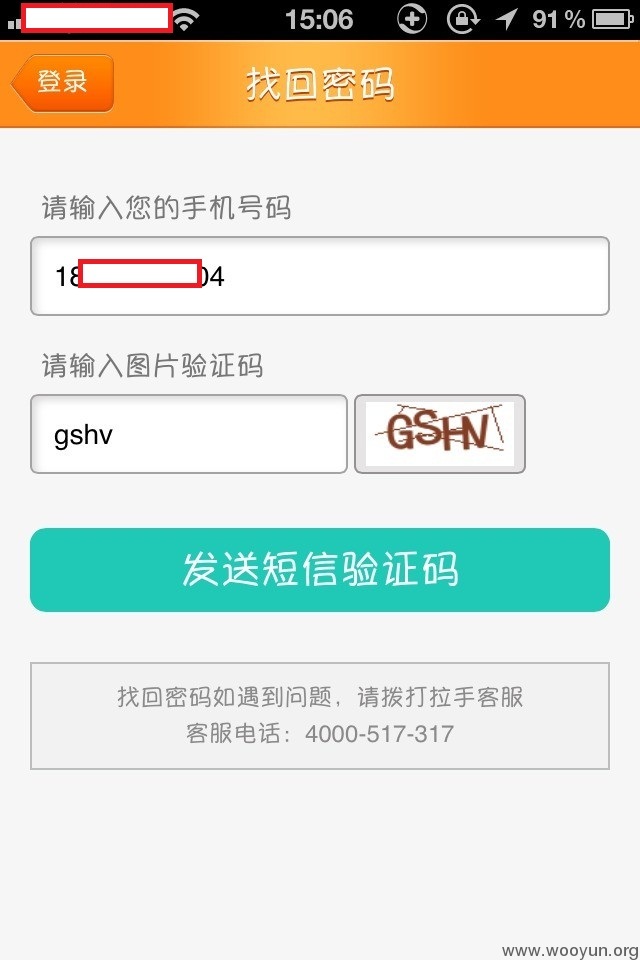 15:06 91 %
登录 找回密码
请输入您的手机号码
18 04
请输入图片验证码
gshv GSHV
发送短信验证码
找回密码如遇到问题，请拨打拉手客服
客服电话：4000-517-317
www.wooyun.org